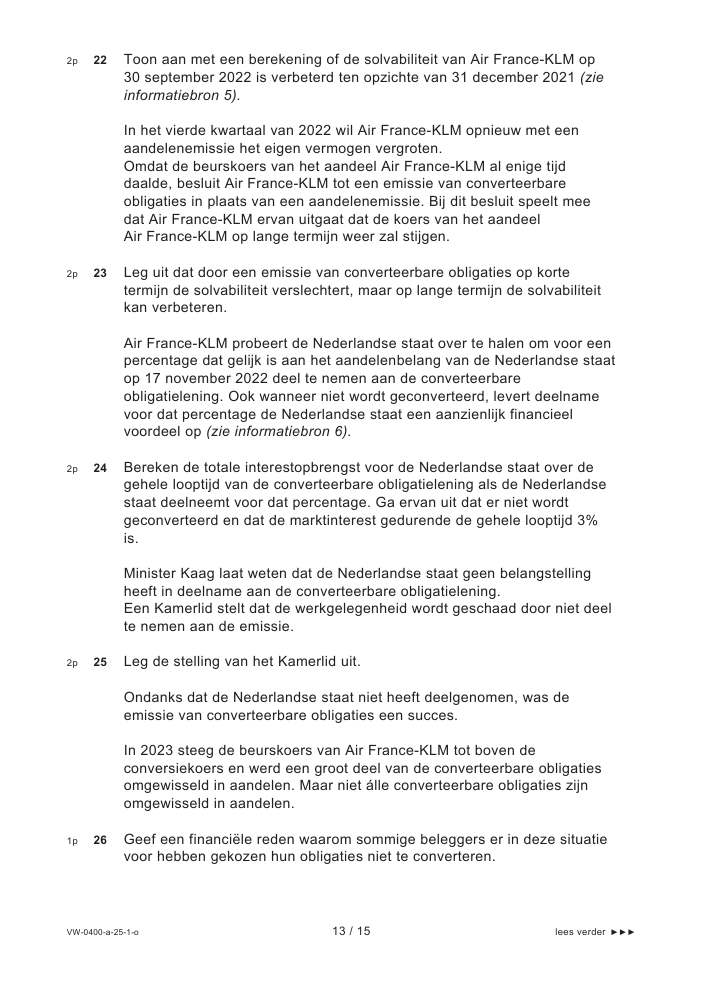 2p 22 Toon aan met een berekening of de solvabiliteit van Air France-KLM op
30 september 2022 is verbeterd ten opzichte van 31 december 2021 (zie
informatiebron 5).
In het vierde kwartaal van 2022 wil Air France-KLM opnieuw met een
aandelenemissie het eigen vermogen vergroten.
Omdat de beurskoers van het aandeel Air France-KLM al enige tijd
daalde, besluit Air France-KLM tot een emissie van converteerbare
obligaties in plaats van een aandelenemissie. Bij dit besluit speelt mee
dat Air France-KLM ervan uitgaat dat de koers van het aandeel
Air France-KLM op lange termijn weer zal stijgen.
2p 23 Leg uit dat door een emissie van converteerbare obligaties op korte
termijn de solvabiliteit verslechtert, maar op lange termijn de solvabiliteit
kan verbeteren.
Air France-KLM probeert de Nederlandse staat over te halen om voor een
percentage dat gelijk is aan het aandelenbelang van de Nederlandse staat
op 17 november 2022 deel te nemen aan de converteerbare
obligatielening. Ook wanneer niet wordt geconverteerd, levert deelname
voor dat percentage de Nederlandse staat een aanzienlijk financieel
voordeel op (zie informatiebron 6).
2p 24 Bereken de totale interestopbrengst voor de Nederlandse staat over de
gehele looptijd van de converteerbare obligatielening als de Nederlandse
staat deelneemt voor dat percentage. Ga ervan uit dat er niet wordt
geconverteerd en dat de marktinterest gedurende de gehele looptijd 3%
is.
Minister Kaag laat weten dat de Nederlandse staat geen belangstelling
heeft in deelname aan de converteerbare obligatielening.
Een Kamerlid stelt dat de werkgelegenheid wordt geschaad door niet deel
te nemen aan de emissie.
2p 25 Leg de stelling van het Kamerlid uit.
Ondanks dat de Nederlandse staat niet heeft deelgenomen, was de
emissie van converteerbare obligaties een succes.
In 2023 steeg de beurskoers van Air France-KLM tot boven de
conversiekoers en werd een groot deel van de converteerbare obligaties
omgewisseld in aandelen. Maar niet álle converteerbare obligaties zijn
omgewisseld in aandelen.
1p 26 Geef een financiële reden waarom sommige beleggers er in deze situatie
voor hebben gekozen hun obligaties niet te converteren.
VW-0400-a-25-1-o 13 / 15 lees verder ►►►